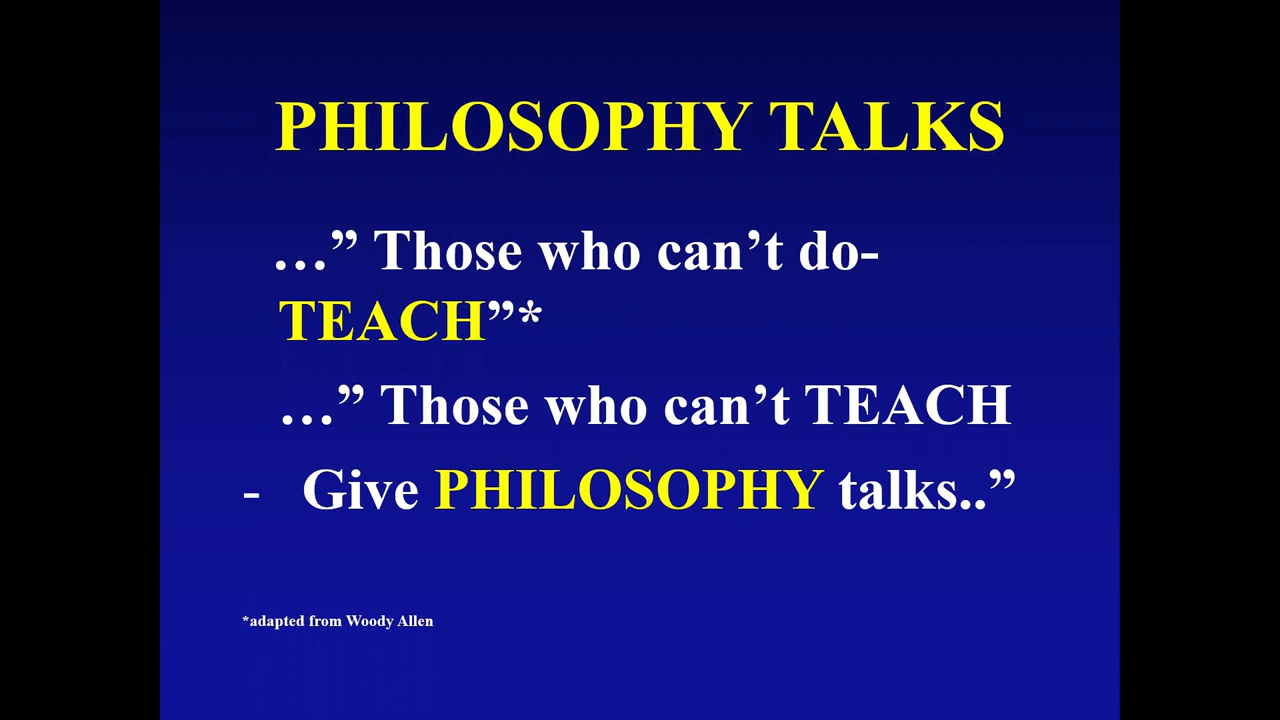 PHILOSOPHY TALKS
…” Those who can’t do-
TEACH”*
…” Those who can’t TEACH
- Give PHILOSOPHY talks..”
*adapted from Woody Allen